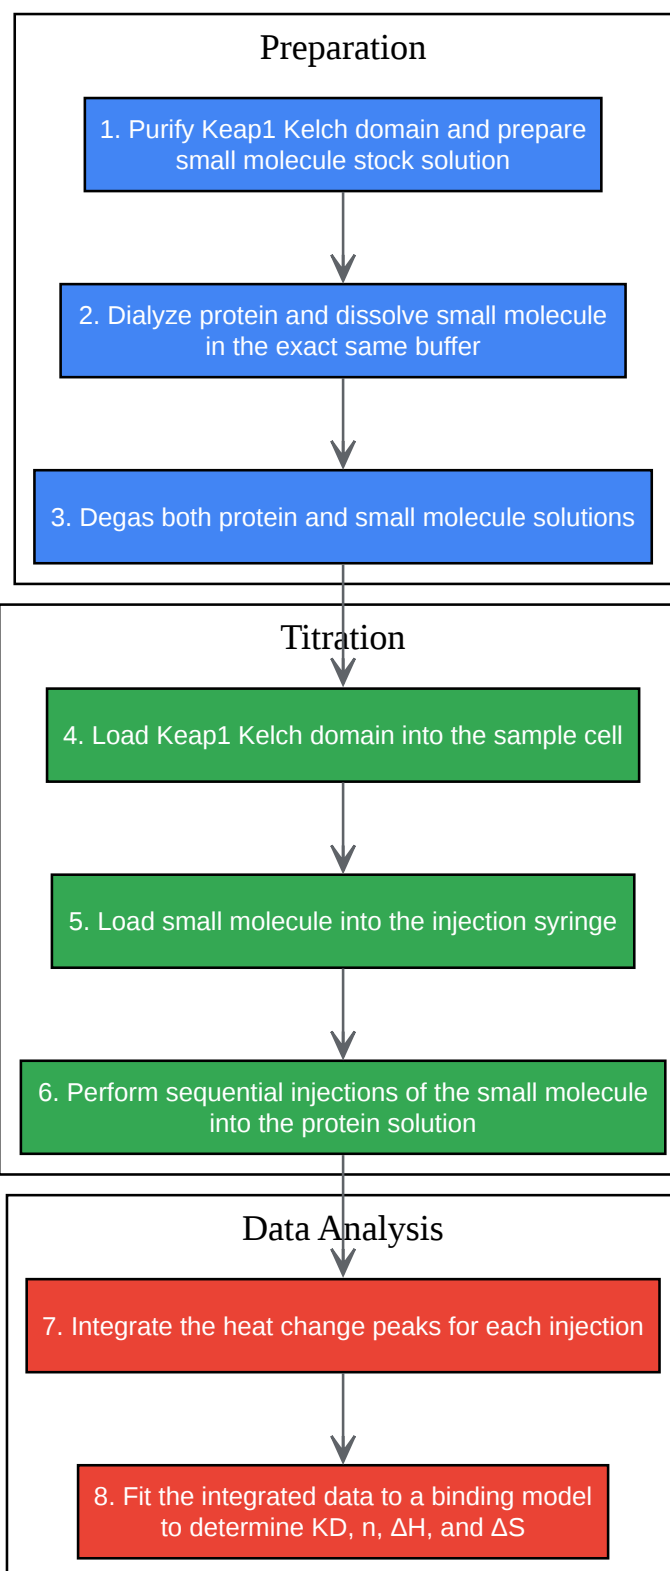 Preparation
1. Purify Keap1 Kelch domain and prepare
small molecule stock solution
2. Dialyze protein and dissolve small molecule
in the exact same buffer
3. Degas both protein and small molecule solutions
Titration
4. Load Keap1 Kelch domain into the sample cell
5. Load small molecule into the injection syringe
6. Perform sequential injections of the small molecule
into the protein solution
Data Analysis
7. Integrate the heat change peaks for each injection
8. Fit the integrated data to a binding model
to determine KD, n, ΔH, and ΔS